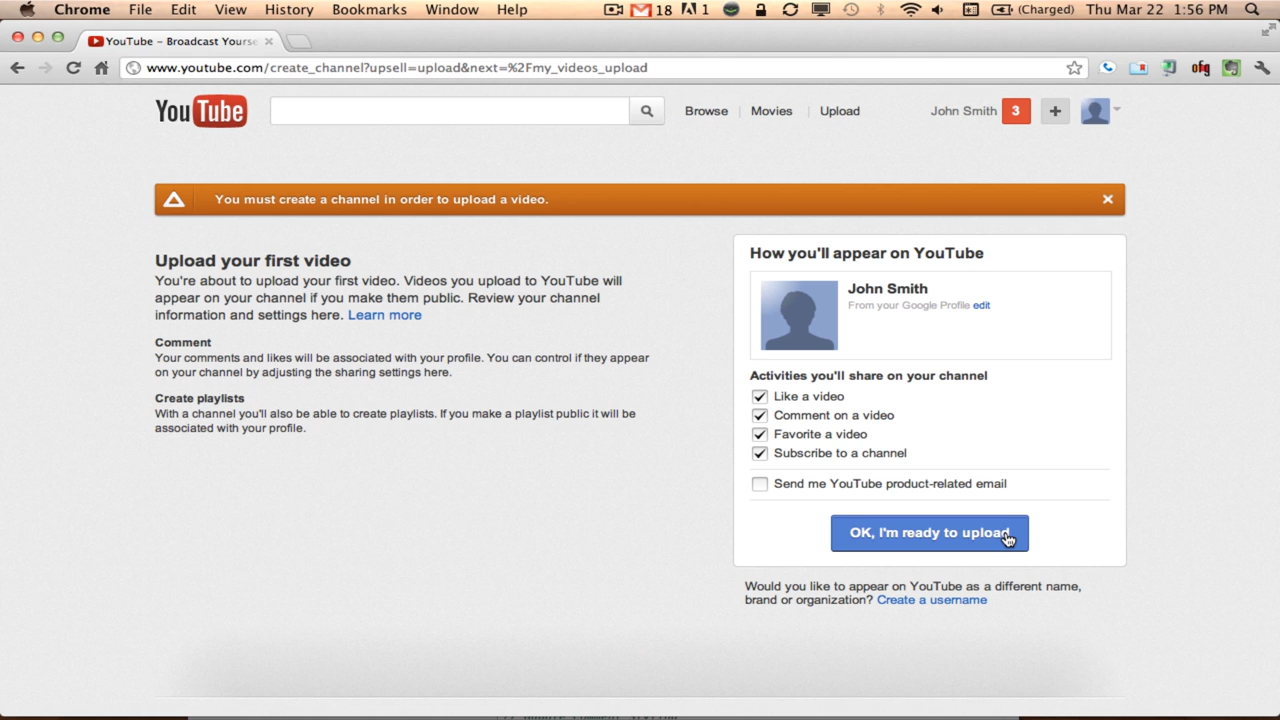 Chrome File Edit View History Bookmarks Window Help 18 1 (Charged) Thu Mar 22 1:56 PM
YouTube – Broadcast Yourse
www.youtube.com/create_channel?upsell=upload&next=%2Fmy_videos_upload
ofg
YouTube Browse Movies Upload John Smith 3 +
You must create a channel in order to upload a video.
Upload your first video
You're about to upload your first video. Videos you upload to YouTube will
appear on your channel if you make them public. Review your channel
information and settings here. Learn more
Comment
Your comments and likes will be associated with your profile. You can control if they appear
on your channel by adjusting the sharing settings here.
Create playlists
With a channel you'll also be able to create playlists. If you make a playlist public it will be
associated with your profile.
How you'll appear on YouTube
John Smith
From your Google Profile edit
Activities you'll share on your channel
Like a video
Comment on a video
Favorite a video
Subscribe to a channel
Send me YouTube product-related email
OK, I'm ready to upload
Would you like to appear on YouTube as a different name,
brand or organization? Create a username